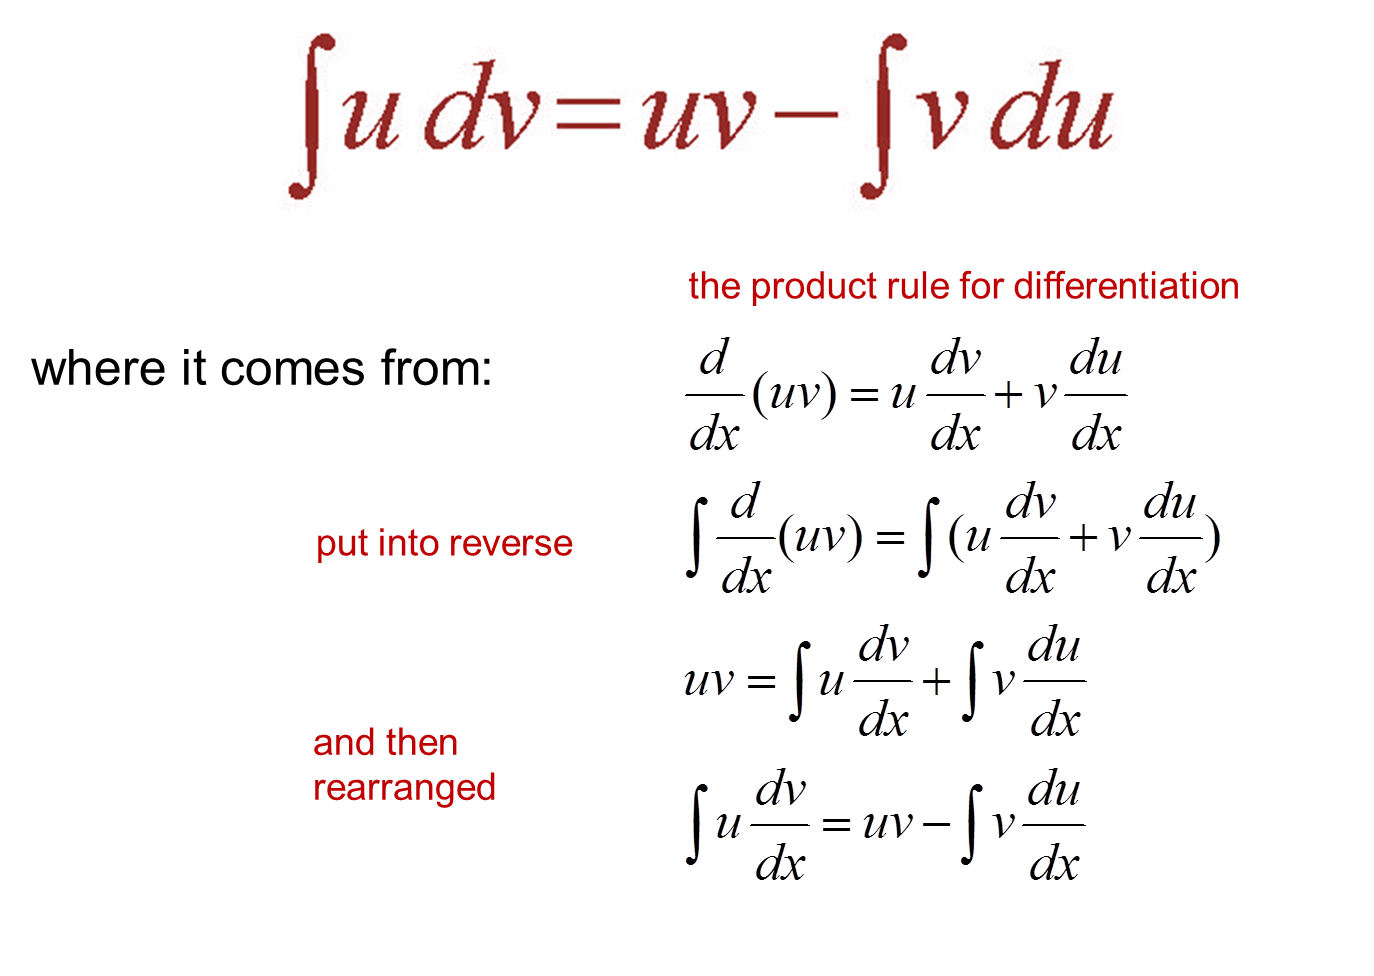 ∫u dv = uv − ∫v du
the product rule for differentiation
where it comes from:
d/dx (uv) = u dv/dx + v du/dx
put into reverse
∫ d/dx (uv) = ∫(u dv/dx + v du/dx)
uv = ∫u dv/dx + ∫v du/dx
and then
rearranged
∫u dv/dx = uv − ∫v du/dx